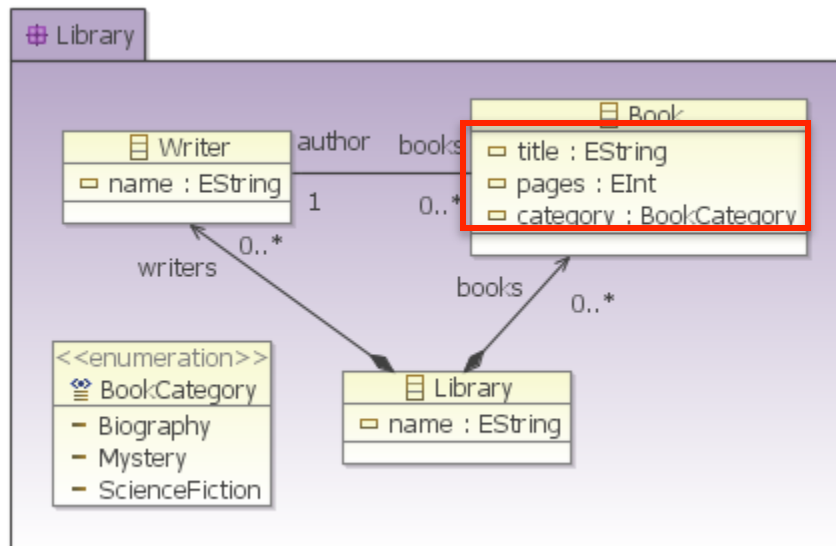 Library
Book
Writer
name : EString
author
books
1
0..*
title : EString
pages : EInt
category : BookCategory
writers
0..*
books
0..*
<<enumeration>>
BookCategory
Biography
Mystery
ScienceFiction
Library
name : EString